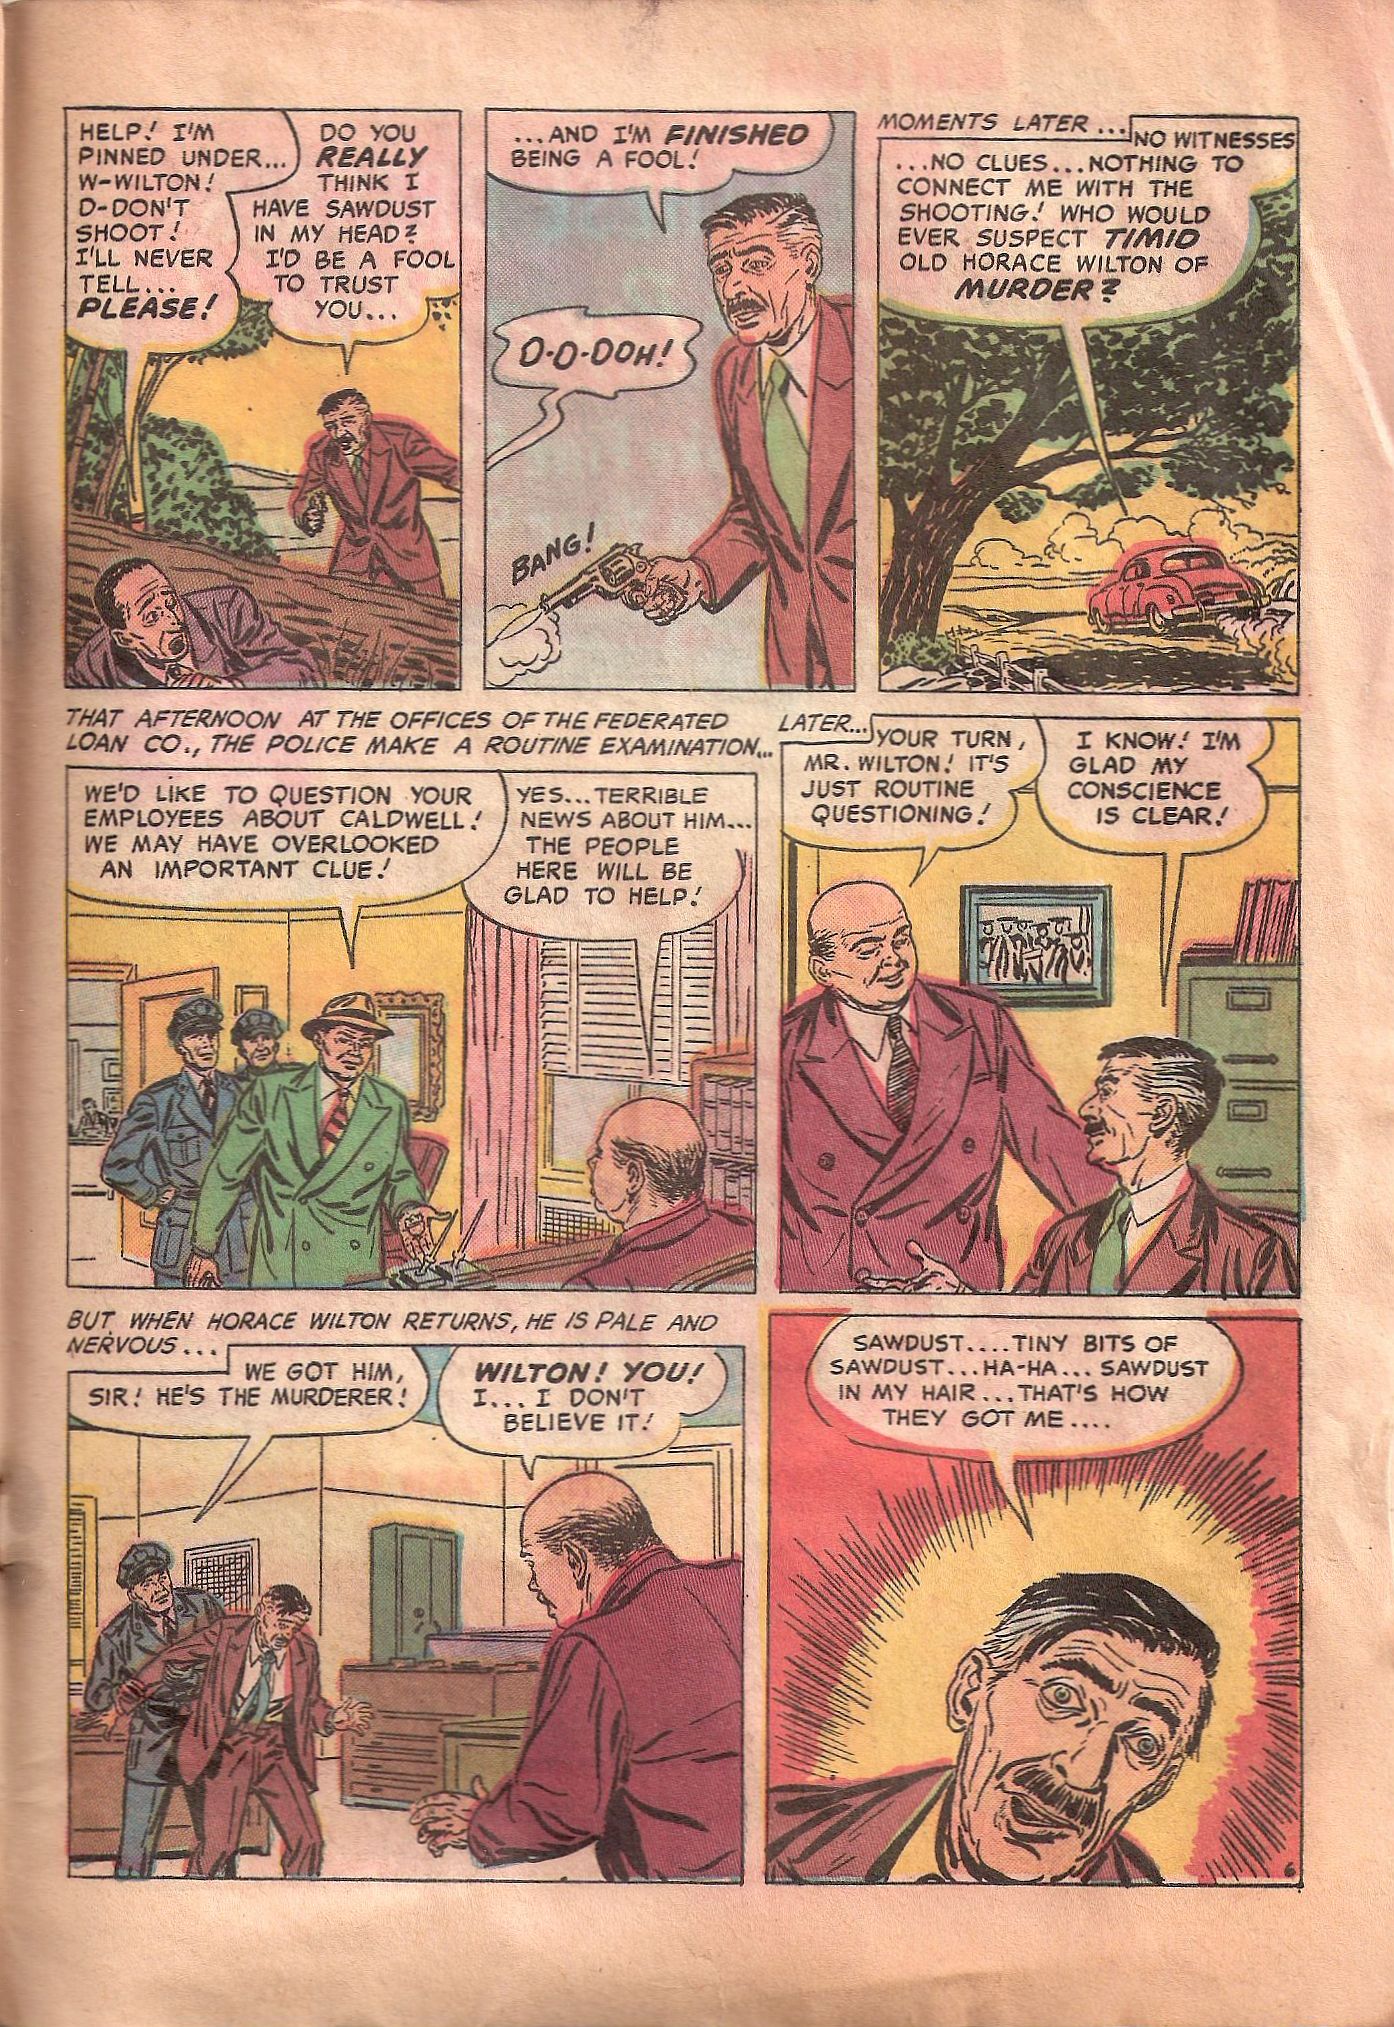 HELP! I'M
PINNED UNDER...
W-WILTON!
D-DON'T
SHOOT!
I'LL NEVER
TELL...
PLEASE!
DO YOU
REALLY
THINK I
HAVE SAWDUST
IN MY HEAD?
I'D BE A FOOL
TO TRUST
YOU...
...AND I'M FINISHED
BEING A FOOL!
O-O-OOH!
BANG!
MOMENTS LATER...
NO WITNESSES
...NO CLUES...NOTHING TO
CONNECT ME WITH THE
SHOOTING! WHO WOULD
EVER SUSPECT TIMID
OLD HORACE WILTON OF
MURDER?
THAT AFTERNOON AT THE OFFICES OF THE FEDERATED
LOAN CO., THE POLICE MAKE A ROUTINE EXAMINATION...
WE'D LIKE TO QUESTION YOUR
EMPLOYEES ABOUT CALDWELL!
WE MAY HAVE OVERLOOKED
AN IMPORTANT CLUE!
YES...TERRIBLE
NEWS ABOUT HIM...
THE PEOPLE
HERE WILL BE
GLAD TO HELP!
LATER...
YOUR TURN,
MR. WILTON! IT'S
JUST ROUTINE
QUESTIONING!
I KNOW! I'M
GLAD MY
CONSCIENCE
IS CLEAR!
BUT WHEN HORACE WILTON RETURNS, HE IS PALE AND
NERVOUS...
WE GOT HIM,
SIR! HE'S THE MURDERER!
WILTON! YOU!
I... I DON'T
BELIEVE IT!
SAWDUST....TINY BITS OF
SAWDUST...HA-HA...SAWDUST
IN MY HAIR...THAT'S HOW
THEY GOT ME....
6